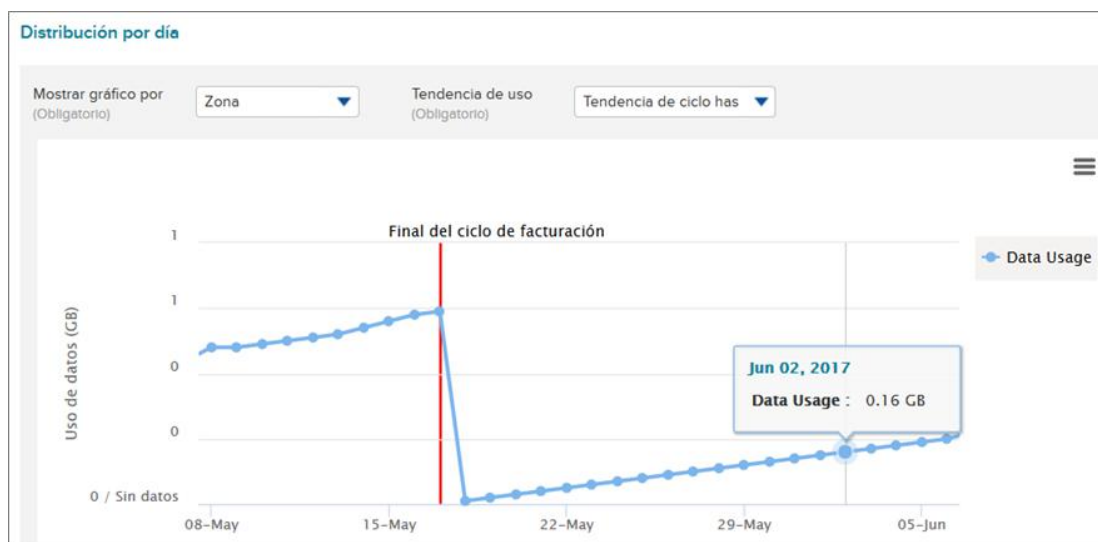 Distribución por día
Mostrar gráfico por
(Obligatorio)
Zona
Tendencia de uso
(Obligatorio)
Tendencia de ciclo has
Final del ciclo de facturación
1
1
0
0
0 / Sin datos
Uso de datos (GB)
Data Usage
Jun 02, 2017
Data Usage : 0.16 GB
08-May
15-May
22-May
29-May
05-Jun